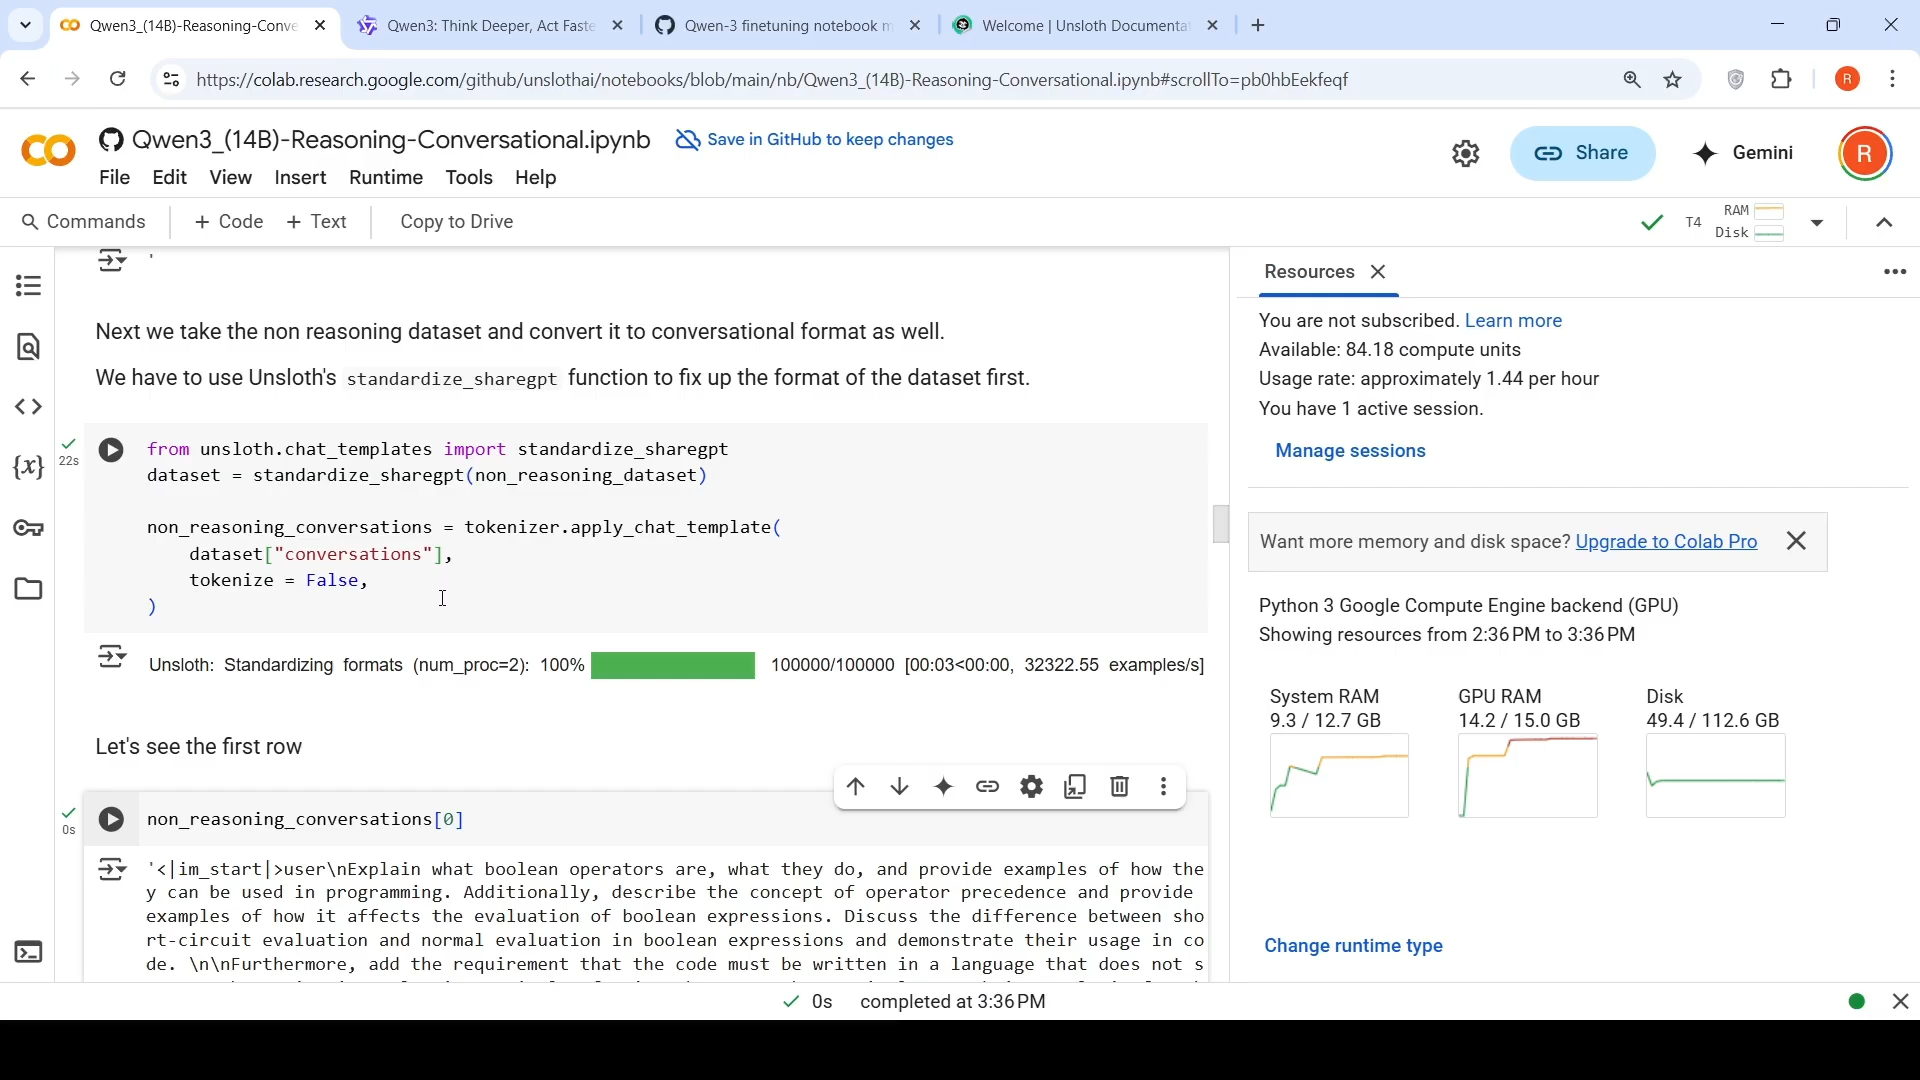 Qwen3_(14B)-Reasoning-Conve
Qwen3: Think Deeper, Act Faste
Qwen-3 finetuning notebook m
Welcome | Unsloth Documentat
https://colab.research.google.com/github/unslothai/notebooks/blob/main/nb/Qwen3_(14B)-Reasoning-Conversational.ipynb#scrollTo=pb0hbEekfeqf
R
Qwen3_(14B)-Reasoning-Conversational.ipynb
Save in GitHub to keep changes
Share
Gemini
R
File Edit View Insert Runtime Tools Help
Commands
+ Code
+ Text
Copy to Drive
T4
RAM
Disk
'
Next we take the non reasoning dataset and convert it to conversational format as well.
We have to use Unsloth's standardize_sharegpt function to fix up the format of the dataset first.
22s
from unsloth.chat_templates import standardize_sharegpt
dataset = standardize_sharegpt(non_reasoning_dataset)
non_reasoning_conversations = tokenizer.apply_chat_template(
dataset["conversations"],
tokenize = False,
)
Unsloth: Standardizing formats (num_proc=2): 100% 100000/100000 [00:03<00:00, 32322.55 examples/s]
Let's see the first row
0s
non_reasoning_conversations[0]
'<|im_start|>user\nExplain what boolean operators are, what they do, and provide examples of how the
y can be used in programming. Additionally, describe the concept of operator precedence and provide
examples of how it affects the evaluation of boolean expressions. Discuss the difference between sho
rt-circuit evaluation and normal evaluation in boolean expressions and demonstrate their usage in co
de. \n\nFurthermore, add the requirement that the code must be written in a language that does not s
Resources
You are not subscribed. Learn more
Available: 84.18 compute units
Usage rate: approximately 1.44 per hour
You have 1 active session.
Manage sessions
Want more memory and disk space? Upgrade to Colab Pro
Python 3 Google Compute Engine backend (GPU)
Showing resources from 2:36 PM to 3:36 PM
System RAM
9.3 / 12.7 GB
GPU RAM
14.2 / 15.0 GB
Disk
49.4 / 112.6 GB
Change runtime type
0s completed at 3:36 PM